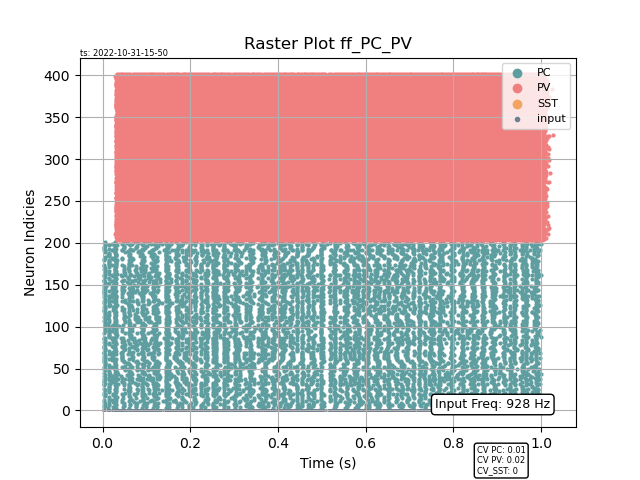 Raster Plot ff_PC_PV
ts: 2022-10-31-15-50
PC
PV
SST
input
400
350
300
250
200
150
100
50
0
Neuron Indicies
Input Freq: 928 Hz
0.0 0.2 0.4 0.6 0.8 1.0
Time (s)
CV PC: 0.01
CV PV: 0.02
CV_SST: 0